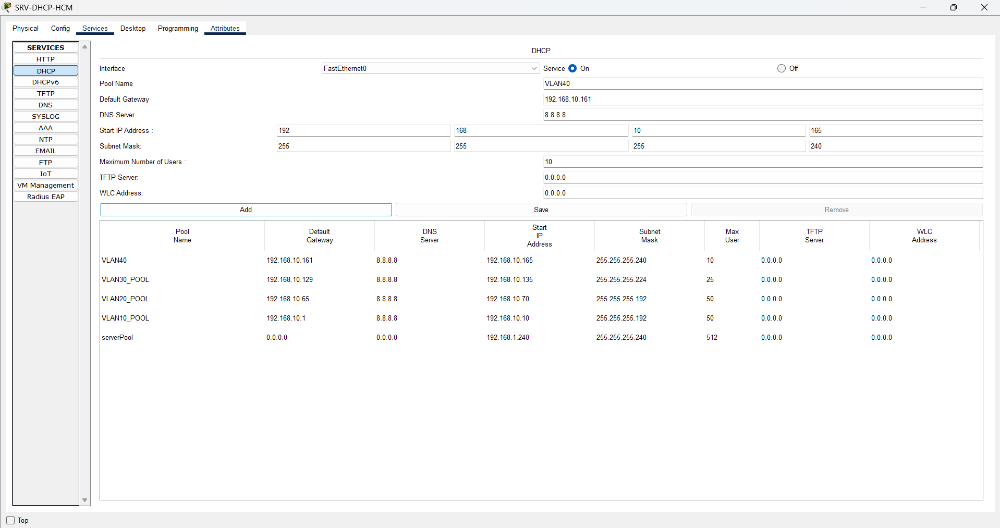 SRV-DHCP-HCM
Physical Config Services Desktop Programming Attributes
SERVICES
HTTP
DHCP
DHCPv6
TFTP
DNS
SYSLOG
AAA
NTP
EMAIL
FTP
IoT
VM Management
Radius EAP
DHCP
Interface FastEthernet0 Service On Off
Pool Name VLAN40
Default Gateway 192.168.10.161
DNS Server 8.8.8.8
Start IP Address : 192 168 10 165
Subnet Mask: 255 255 255 240
Maximum Number of Users : 10
TFTP Server: 0.0.0.0
WLC Address: 0.0.0.0
Add Save Remove
Pool Name Default Gateway DNS Server Start IP Address Subnet Mask Max User TFTP Server WLC Address
VLAN40 192.168.10.161 8.8.8.8 192.168.10.165 255.255.255.240 10 0.0.0.0 0.0.0.0
VLAN30_POOL 192.168.10.129 8.8.8.8 192.168.10.135 255.255.255.224 25 0.0.0.0 0.0.0.0
VLAN20_POOL 192.168.10.65 8.8.8.8 192.168.10.70 255.255.255.192 50 0.0.0.0 0.0.0.0
VLAN10_POOL 192.168.10.1 8.8.8.8 192.168.10.10 255.255.255.192 50 0.0.0.0 0.0.0.0
serverPool 0.0.0.0 0.0.0.0 192.168.1.240 255.255.255.240 512 0.0.0.0 0.0.0.0
Top